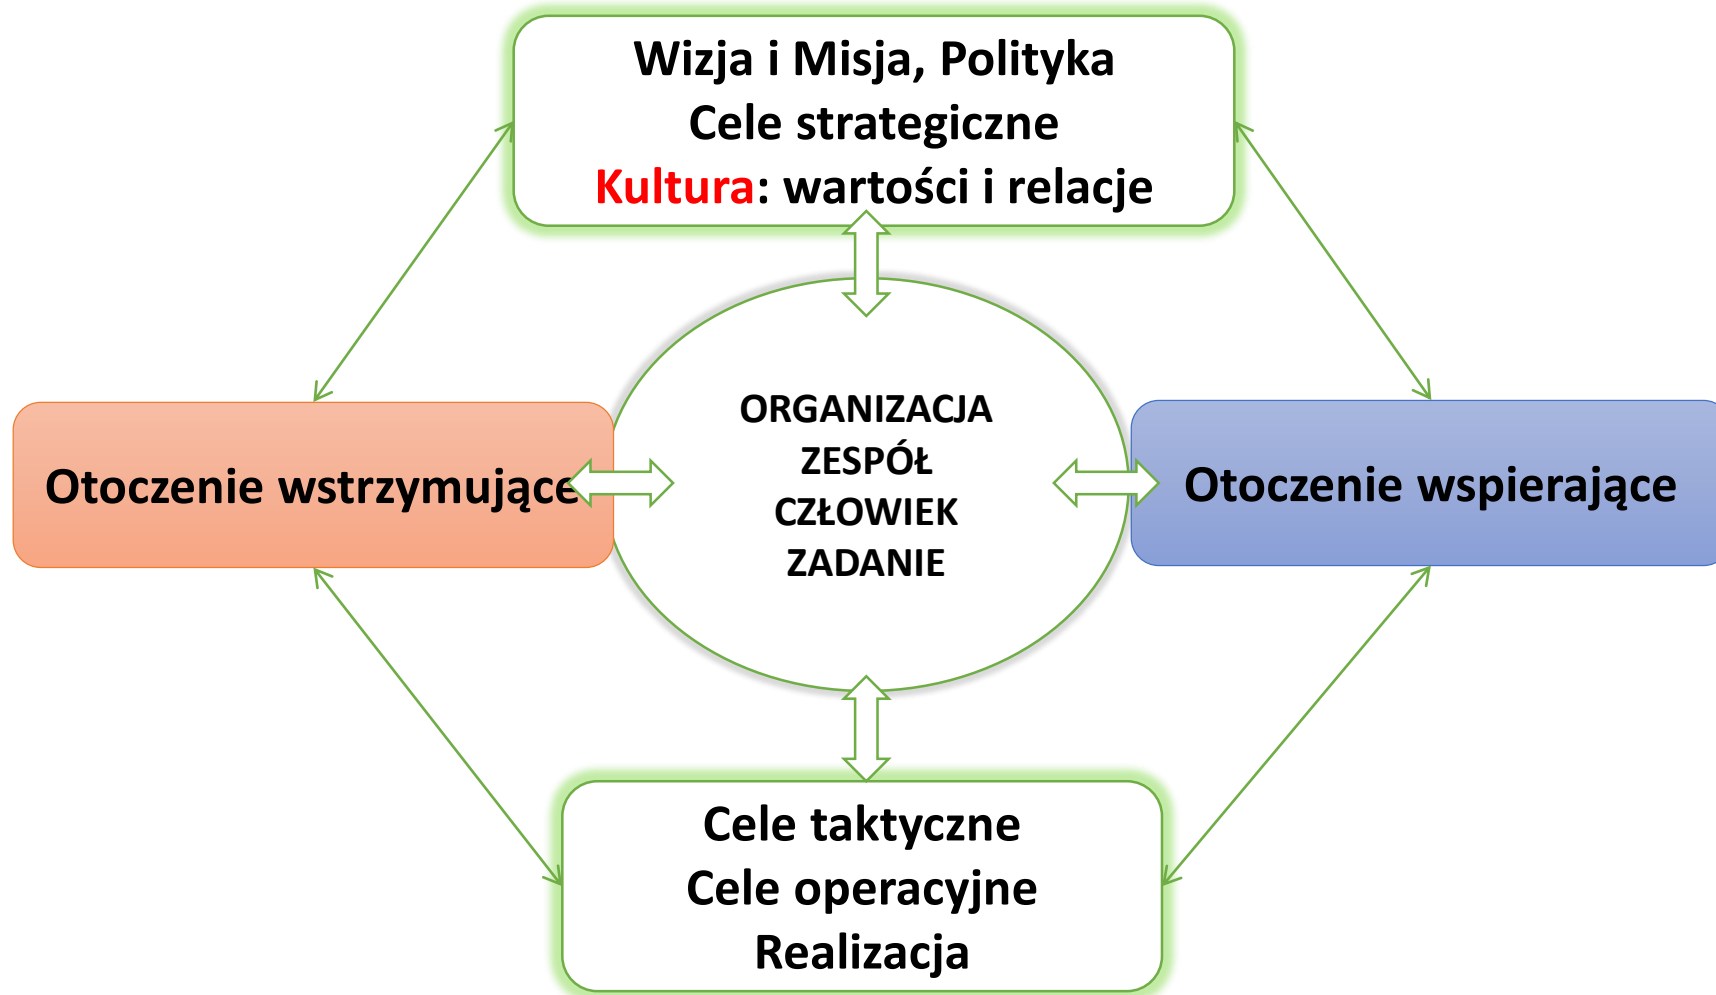 Wizja i Misja, Polityka
Cele strategiczne
Kultura: wartości i relacje
ORGANIZACJA
ZESPÓŁ
CZŁOWIEK
ZADANIE
Otoczenie wstrzymujące
Otoczenie wspierające
Cele taktyczne
Cele operacyjne
Realizacja